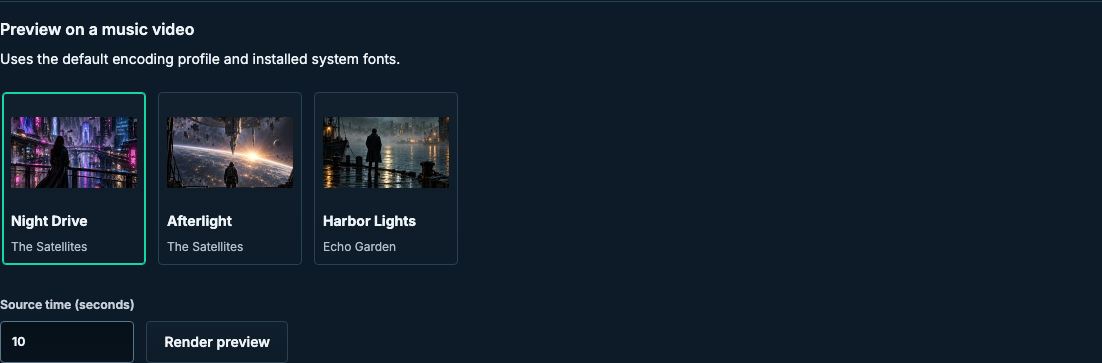 Preview on a music video
Uses the default encoding profile and installed system fonts.
Night Drive
The Satellites
Afterlight
The Satellites
Harbor Lights
Echo Garden
Source time (seconds)
10
Render preview